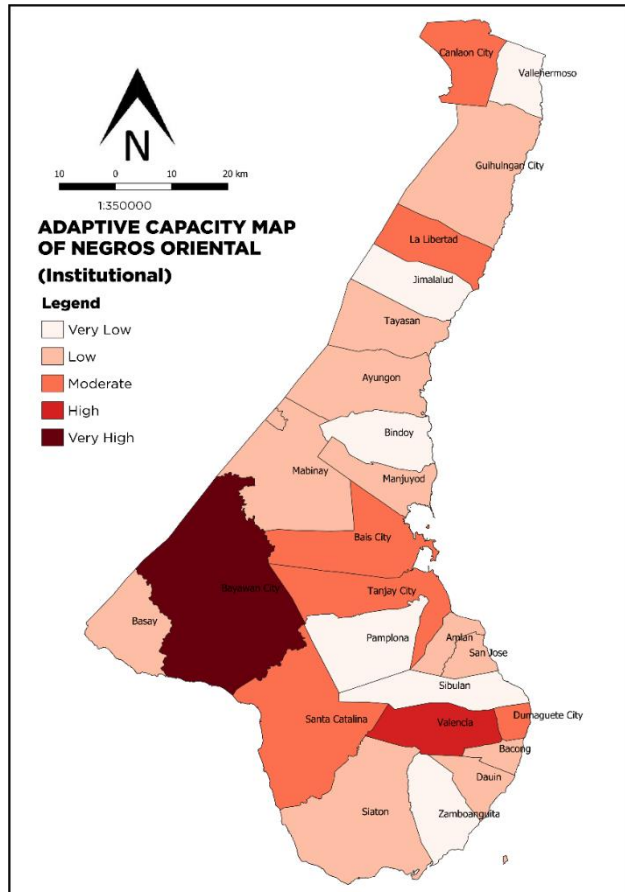 Canlaon City
Vallehermoso
N
10 0 10 20 km
1:350000
Guihulngan City
ADAPTIVE CAPACITY MAP
OF NEGROS ORIENTAL
(Institutional)
La Libertad
Legend
Jimalalud
Very Low
Tayasan
Low
Moderate
Ayungon
High
Very High
Bindoy
Mabinay
Manjuyod
Bais City
Bayawan City
Tanjay City
Basay
Pamplona
Amlan
San Jose
Sibulan
Santa Catalina
Valencia
Dumaguete City
Bacong
Dauin
Siaton
Zamboanguita